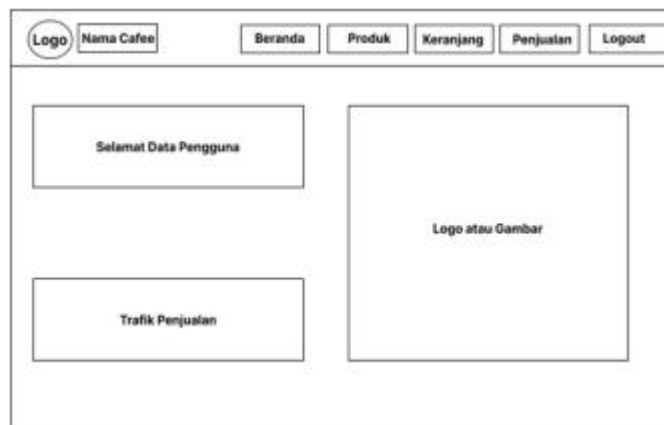 Logo
Nama Cafee
Beranda
Produk
Keranjang
Penjualan
Logout
Selamat Data Pengguna
Logo atau Gambar
Trafik Penjualan